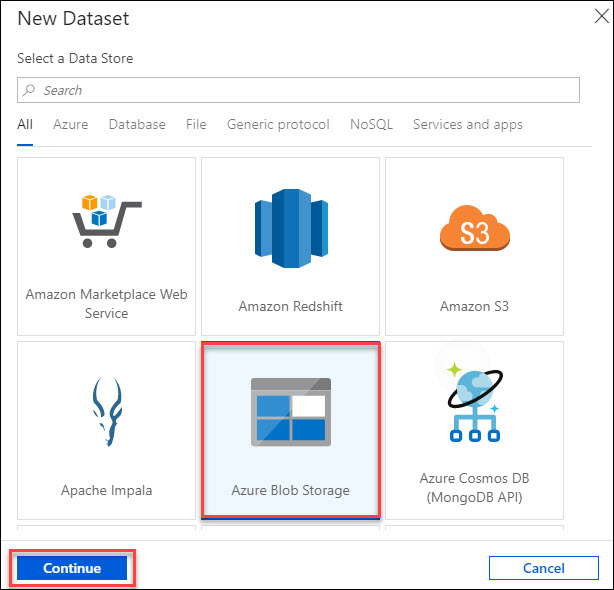 New Dataset
Select a Data Store
Search
All Azure Database File Generic protocol NoSQL Services and apps
S3
Amazon Marketplace Web
Service
Amazon Redshift
Amazon S3
Apache Impala
Azure Blob Storage
Azure Cosmos DB
(MongoDB API)
Continue
Cancel